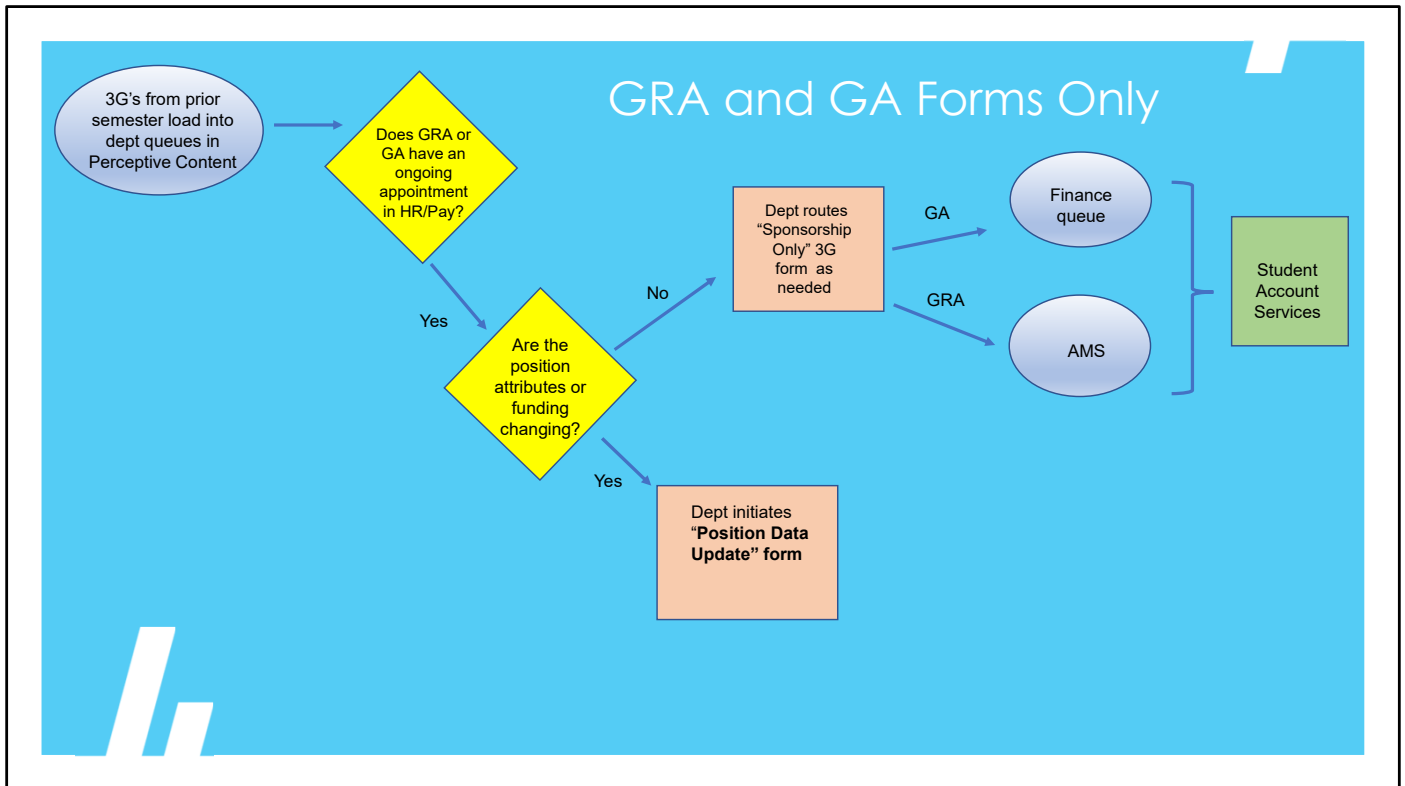 GRA and GA Forms Only
3G's from prior
semester load into
dept queues in
Perceptive Content
Does GRA or
GA have an
ongoing
appointment
in HR/Pay?
Yes
Are the
position
attributes or
funding
changing?
No
Dept routes
“Sponsorship
Only” 3G
form as
needed
GA
Finance
queue
GRA
AMS
Student
Account
Services
Yes
Dept initiates
“Position Data
Update” form